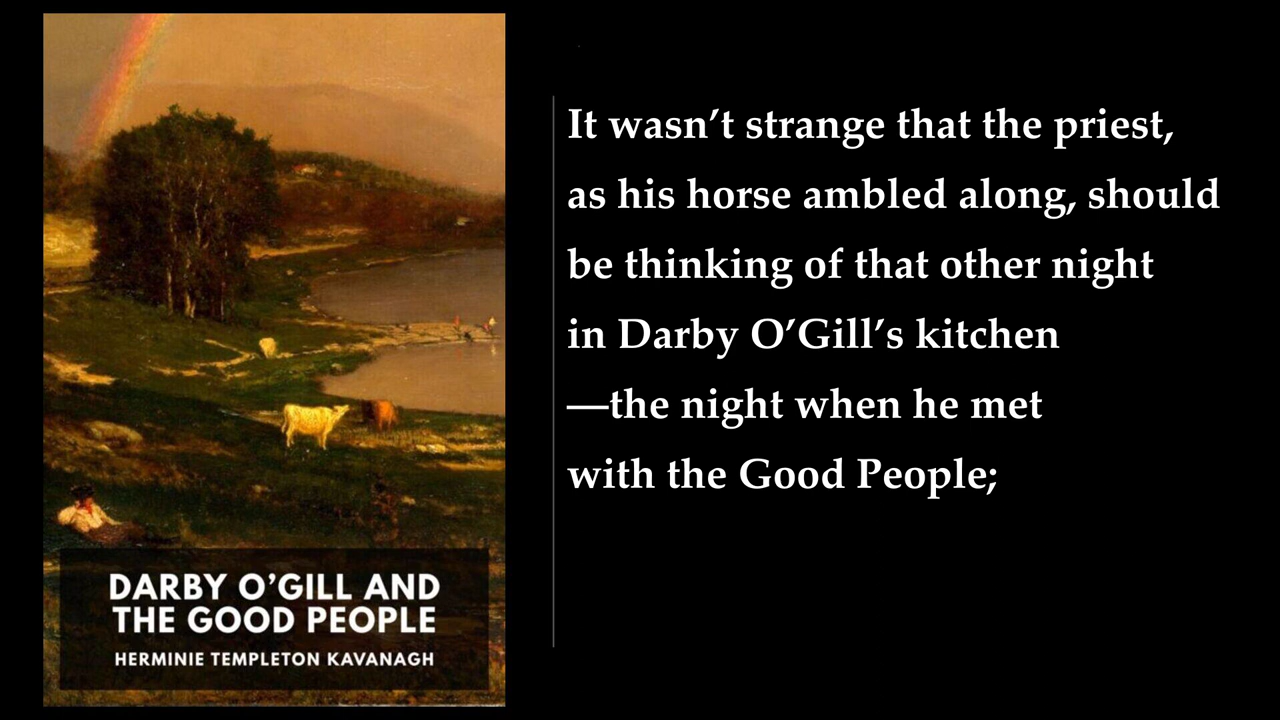 It wasn’t strange that the priest,
as his horse ambled along, should
be thinking of that other night
in Darby O’Gill’s kitchen
—the night when he met
with the Good People;
DARBY O’GILL AND
THE GOOD PEOPLE
HERMINIE TEMPLETON KAVANAGH